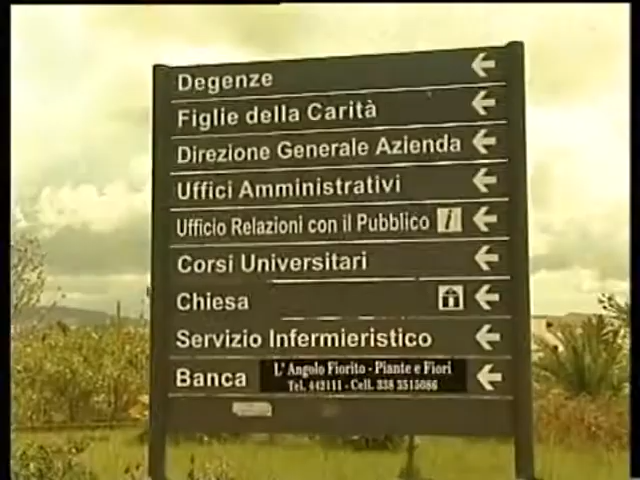 Degenze
Figlie della Carità
Direzione Generale Azienda
Uffici Amministrativi
Ufficio Relazioni con il Pubblico i
Corsi Universitari
Chiesa
Servizio Infermieristico
Banca
L'Angolo Fiorito - Piante e Fiori
Tel. 442111 - Cell. 338 3515086